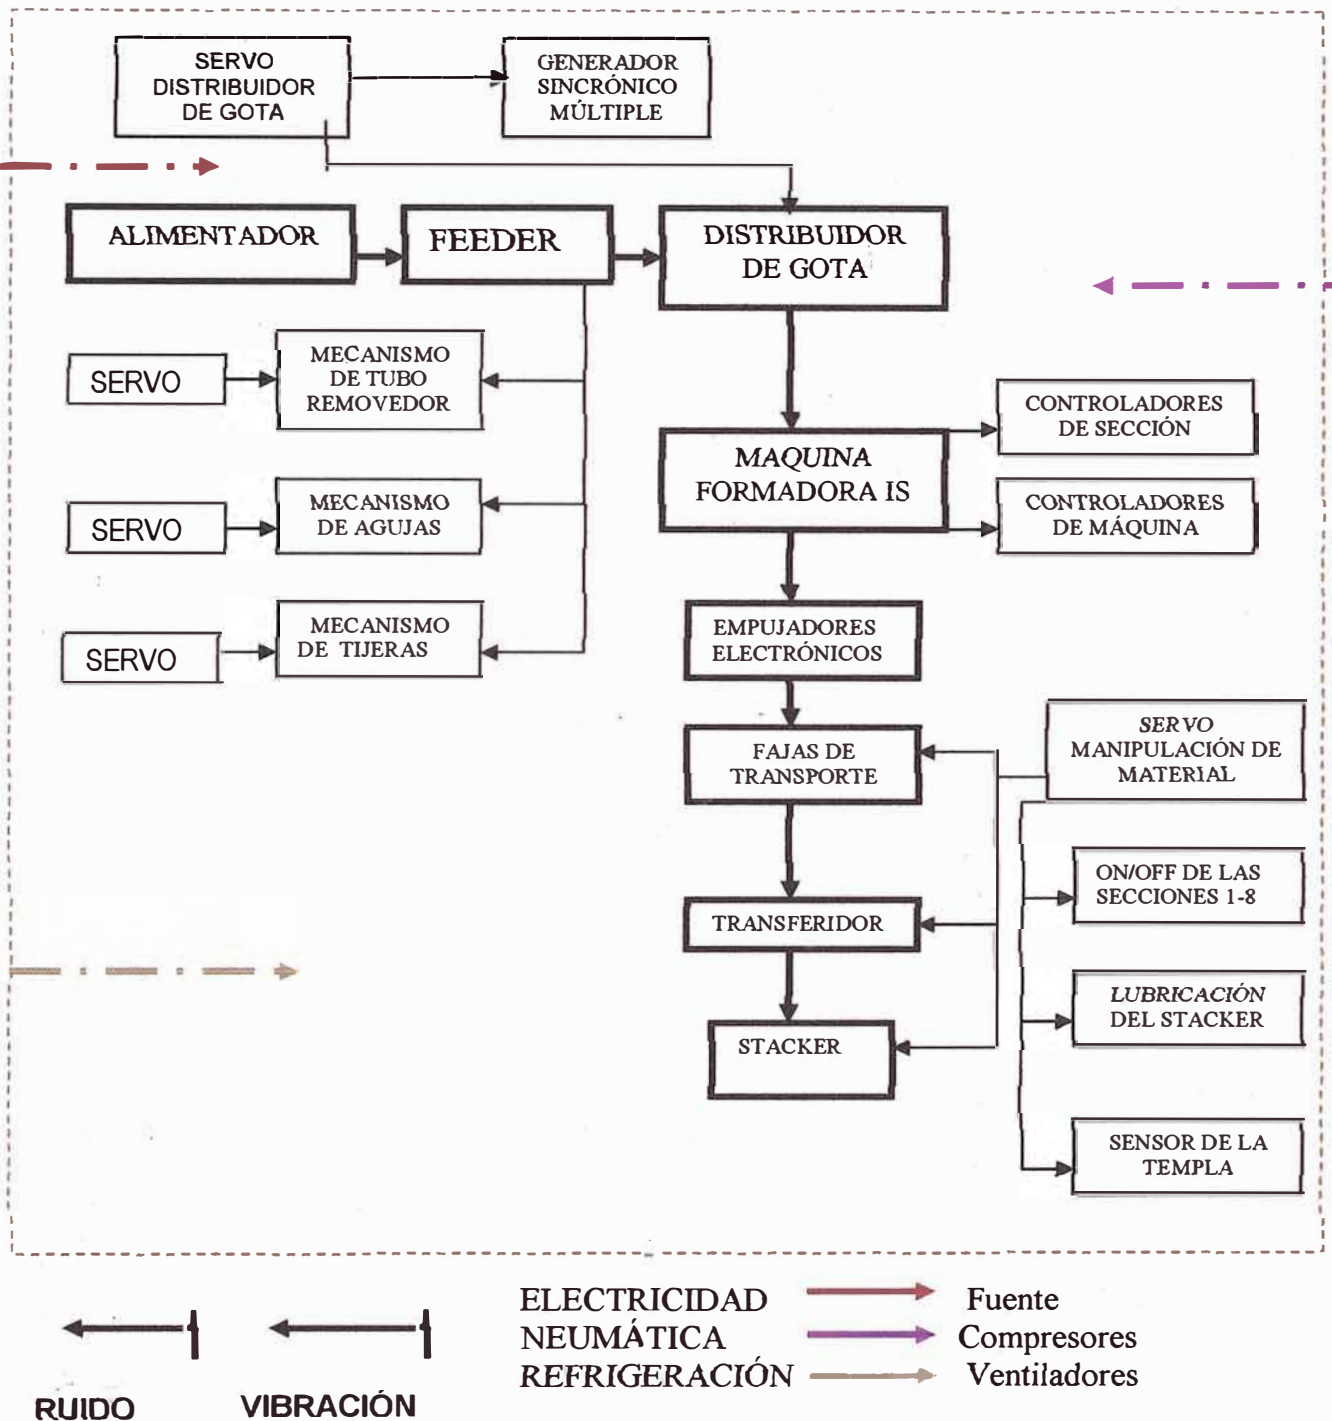 SERVO
DISTRIBUIDOR
DE GOTA
GENERADOR
SINCRÓNICO
MÚLTIPLE
ALIMENTADOR
FEEDER
DISTRIBUIDOR
DE GOTA
SERVO
MECANISMO
DE TUBO
REMOVEDOR
CONTROLADORES
DE SECCIÓN
MAQUINA
FORMADORA IS
SERVO
MECANISMO
DE AGUJAS
CONTROLADORES
DE MÁQUINA
SERVO
MECANISMO
DE TIJERAS
EMPUJADORES
ELECTRÓNICOS
FAJAS DE
TRANSPORTE
SERVO
MANIPULACIÓN DE
MATERIAL
ON/OFF DE LAS
SECCIONES 1-8
TRANSFERIDOR
LUBRICACIÓN
DEL STACKER
STACKER
SENSOR DE LA
TEMPLA
RUIDO
VIBRACIÓN
ELECTRICIDAD
Fuente
NEUMÁTICA
Compresores
REFRIGERACIÓN
Ventiladores